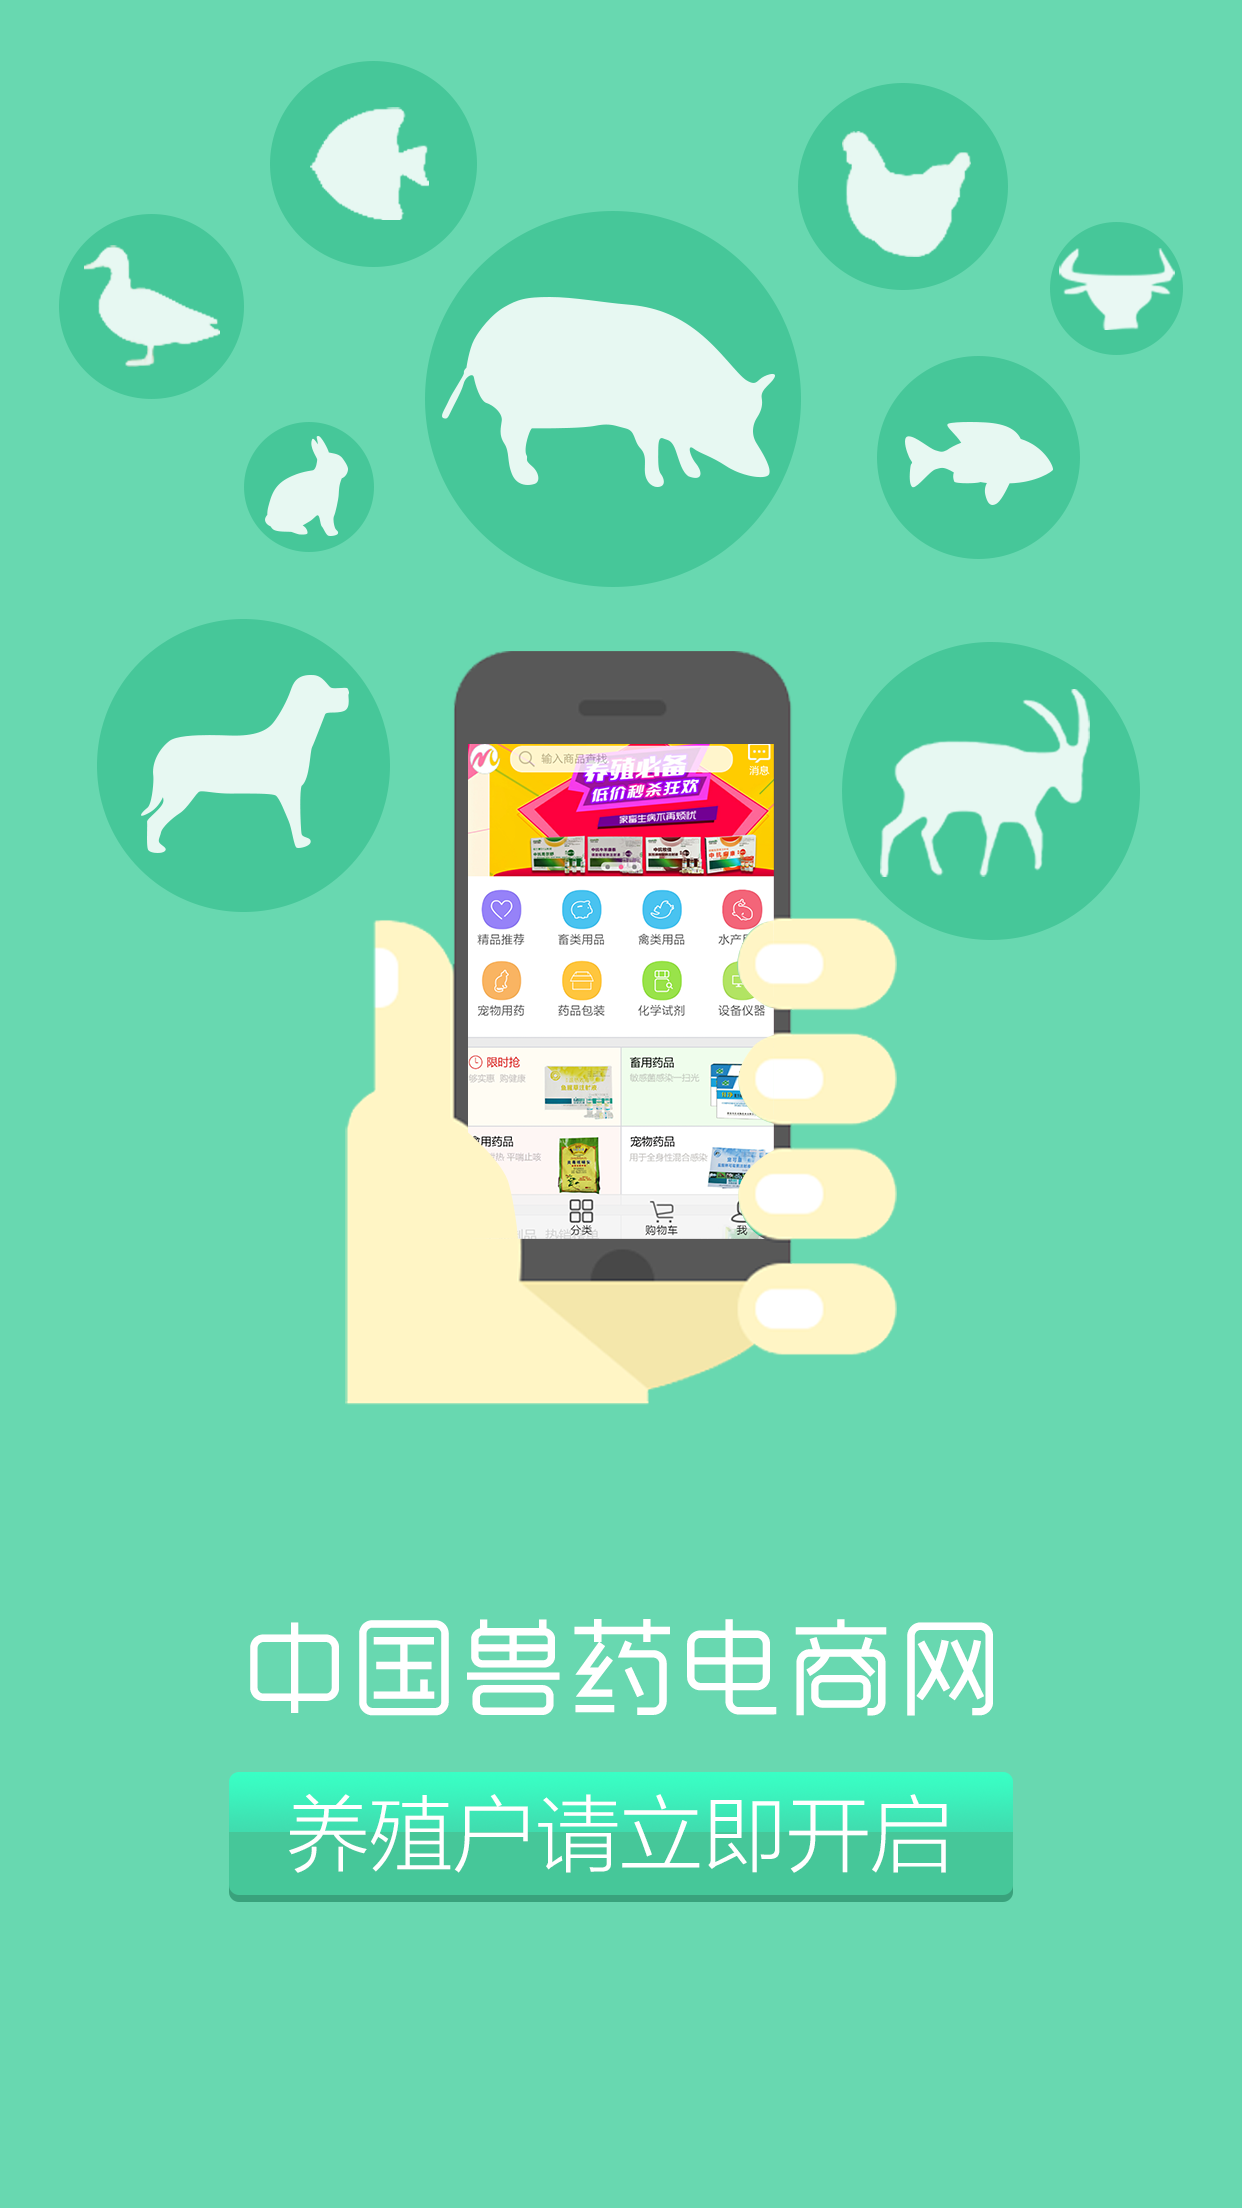 输入商品查找
消息
养殖必备
低价秒杀狂欢
家畜生病不再烦忧
精品推荐 畜类用品 禽类用品 水产
宠物用药 药品包装 化学试剂 设备仪器
限时抢 畜用药品
够实惠 购健康 敏感菌感染一扫光
用药品 宠物药品
热 平喘止咳 用于全身性混合感染
分类 购物车 我
中国兽药电商网
养殖户请立即开启